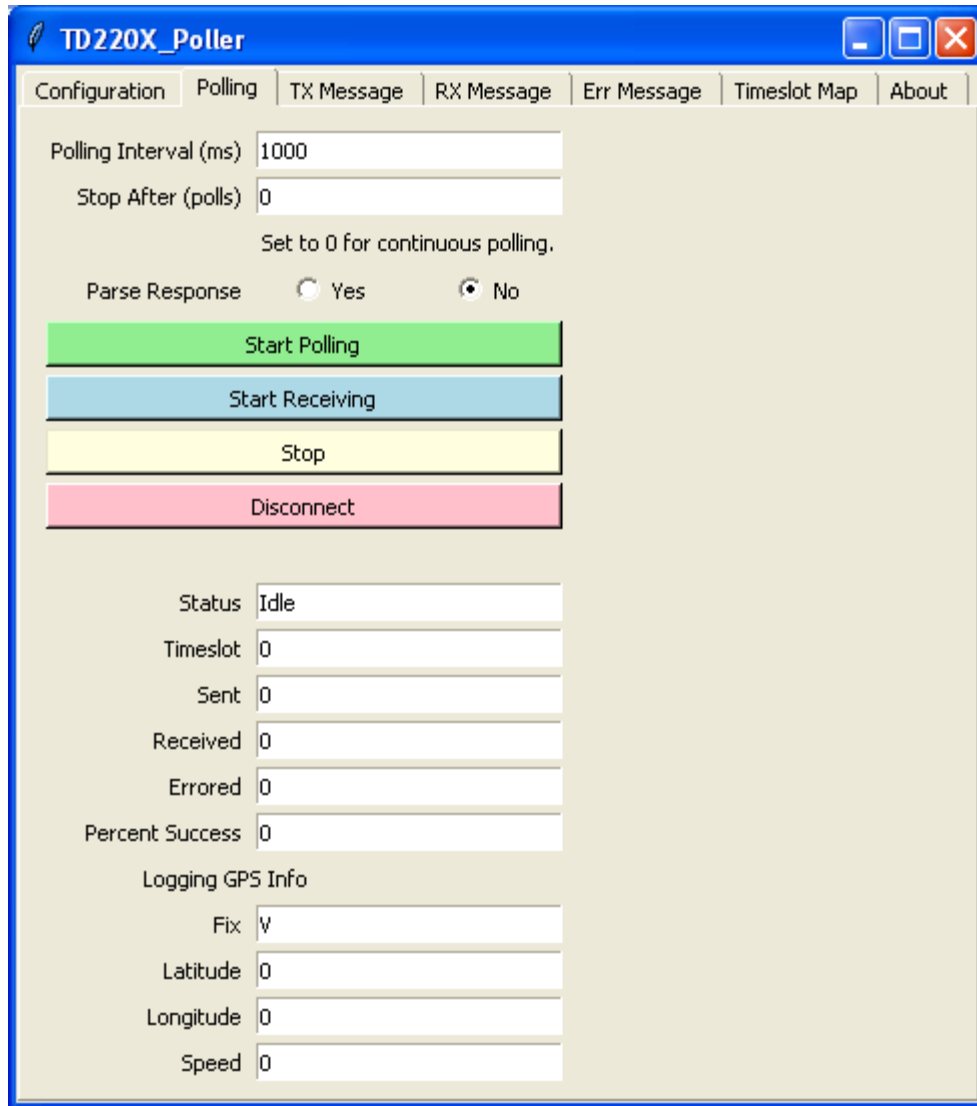 TD220X_Poller
Configuration Polling TX Message RX Message Err Message Timeslot Map About
Polling Interval (ms) 1000
Stop After (polls) 0
Set to 0 for continuous polling.
Parse Response Yes No
Start Polling
Start Receiving
Stop
Disconnect
Status Idle
Timeslot 0
Sent 0
Received 0
Errored 0
Percent Success 0
Logging GPS Info
Fix V
Latitude 0
Longitude 0
Speed 0